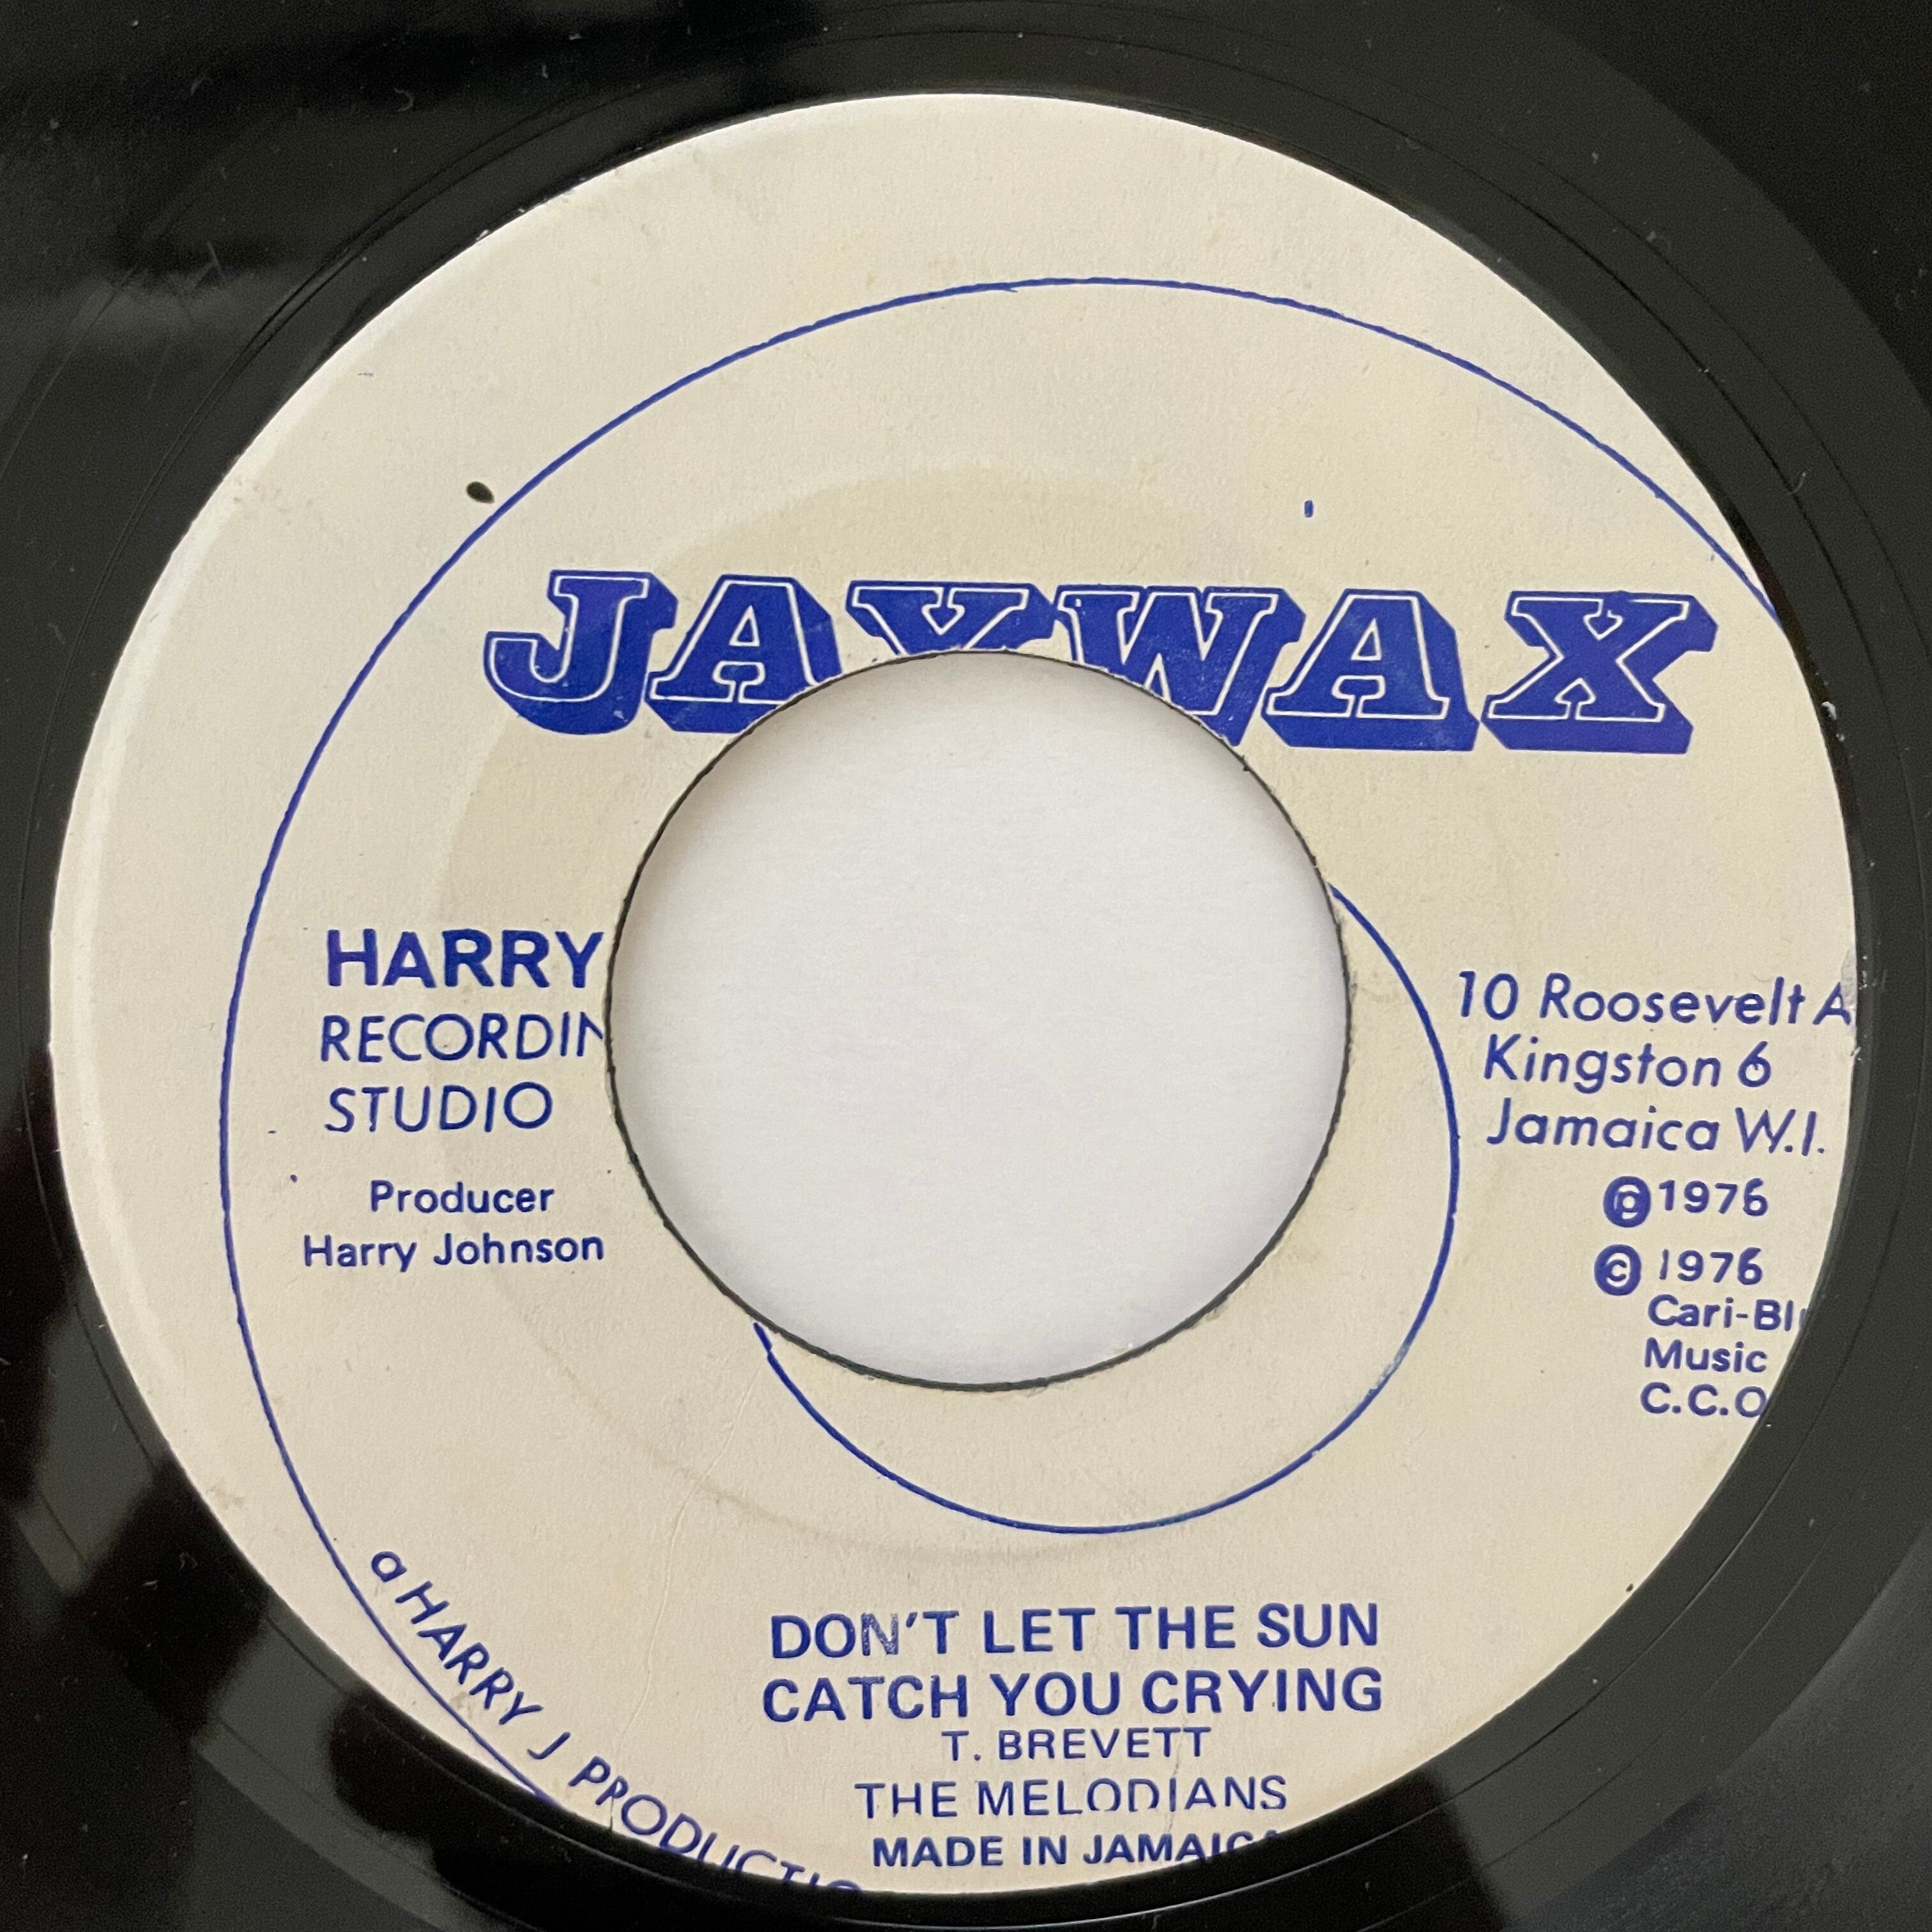 JAYWAX
HARRY
RECORDIN
STUDIO
Producer
Harry Johnson
10 Roosevelt A
Kingston 6
Jamaica W.I.
℗ 1976
© 1976
Cari-Bl
Music
C.C.O
a HARRY J PRODUCTIO
DON'T LET THE SUN
CATCH YOU CRYING
T. BREVETT
THE MELODIANS
MADE IN JAMAICA